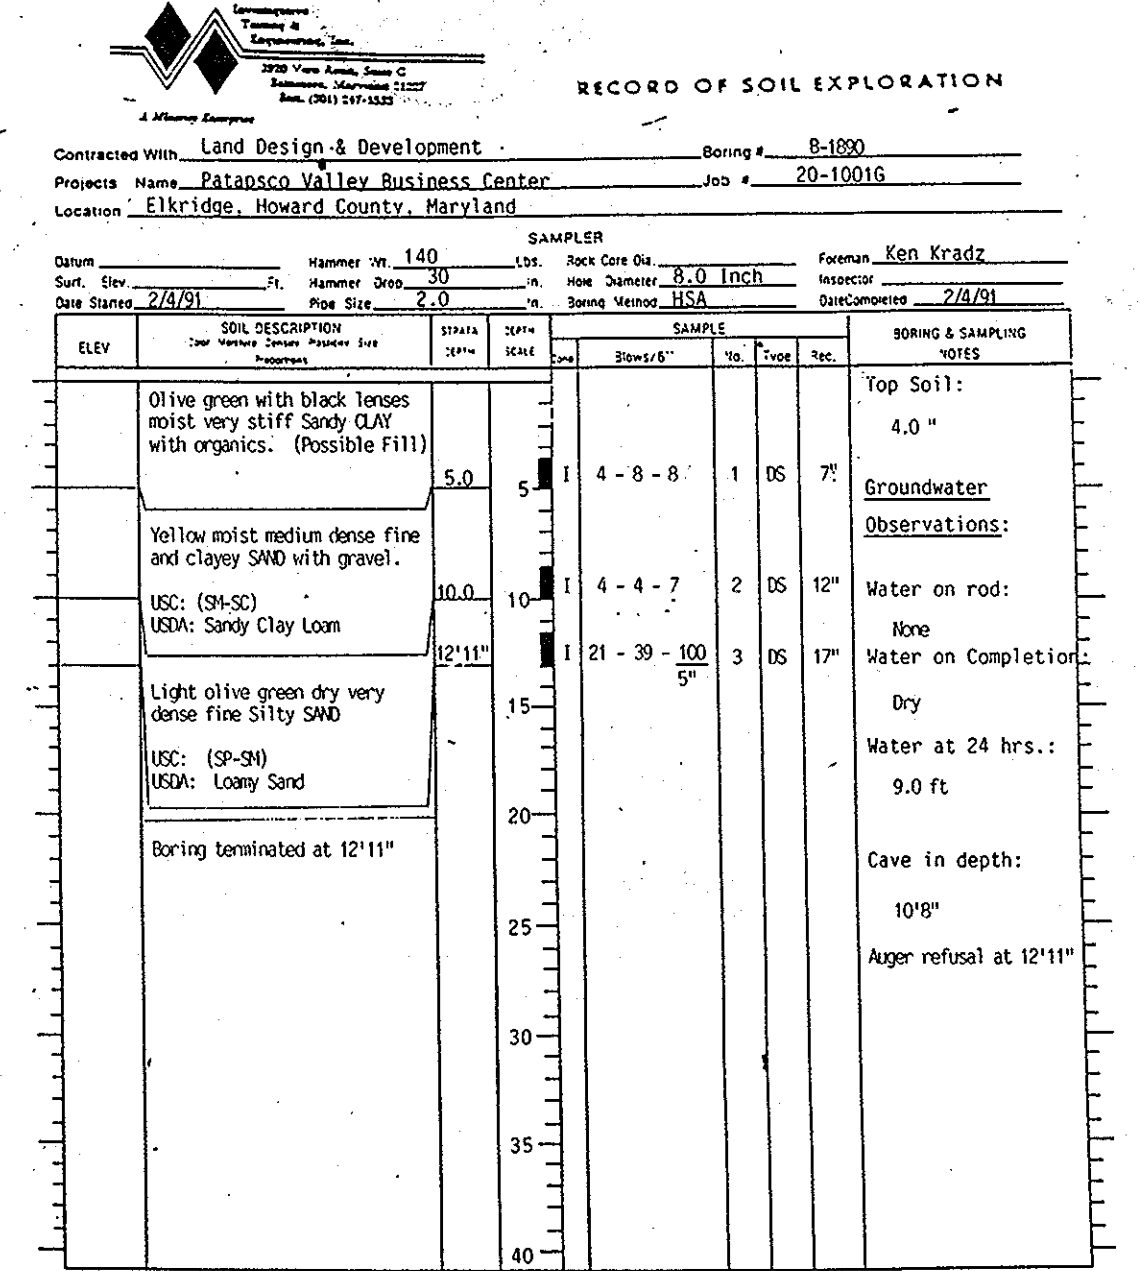 Testing &
Engineering, Inc.
A Minority Enterprise
RECORD OF SOIL EXPLORATION
Contracted With Land Design & Development Boring # B-1890
Projects Name Patapsco Valley Business Center Job # 20-1001G
Location Elkridge, Howard County, Maryland
SAMPLER
Datum Hammer Wt. 140 Lbs. Rock Core Dia. Foreman Ken Kradz
Surf. Elev. Ft. Hammer Drop 30 in. Hole Diameter 8.0 Inch Inspector
Date Started 2/4/91 Pipe Size 2.0 in. Boring Method HSA Date Completed 2/4/91
ELEV
SOIL DESCRIPTION
Color Moisture Density Plasticity Size
Proportions
STRATA
DEPTH
DEPTH
SCALE
SAMPLE
Cond Blows/6" No. Type Rec.
BORING & SAMPLING
NOTES
Olive green with black lenses
moist very stiff Sandy CLAY
with organics. (Possible Fill)
5.0
5
I 4 - 8 - 8 1 DS 7"
Yellow moist medium dense fine
and clayey SAND with gravel.
USC: (SM-SC)
USDA: Sandy Clay Loam
10.0
10
I 4 - 4 - 7 2 DS 12"
12'11"
I 21 - 39 - 100 3 DS 17"
5"
Light olive green dry very
dense fine Silty SAND
USC: (SP-SM)
USDA: Loamy Sand
15
20
Boring terminated at 12'11"
25
30
35
40
Top Soil:
4.0 "
Groundwater
Observations:
Water on rod:
None
Water on Completion:
Dry
Water at 24 hrs.:
9.0 ft
Cave in depth:
10'8"
Auger refusal at 12'11"